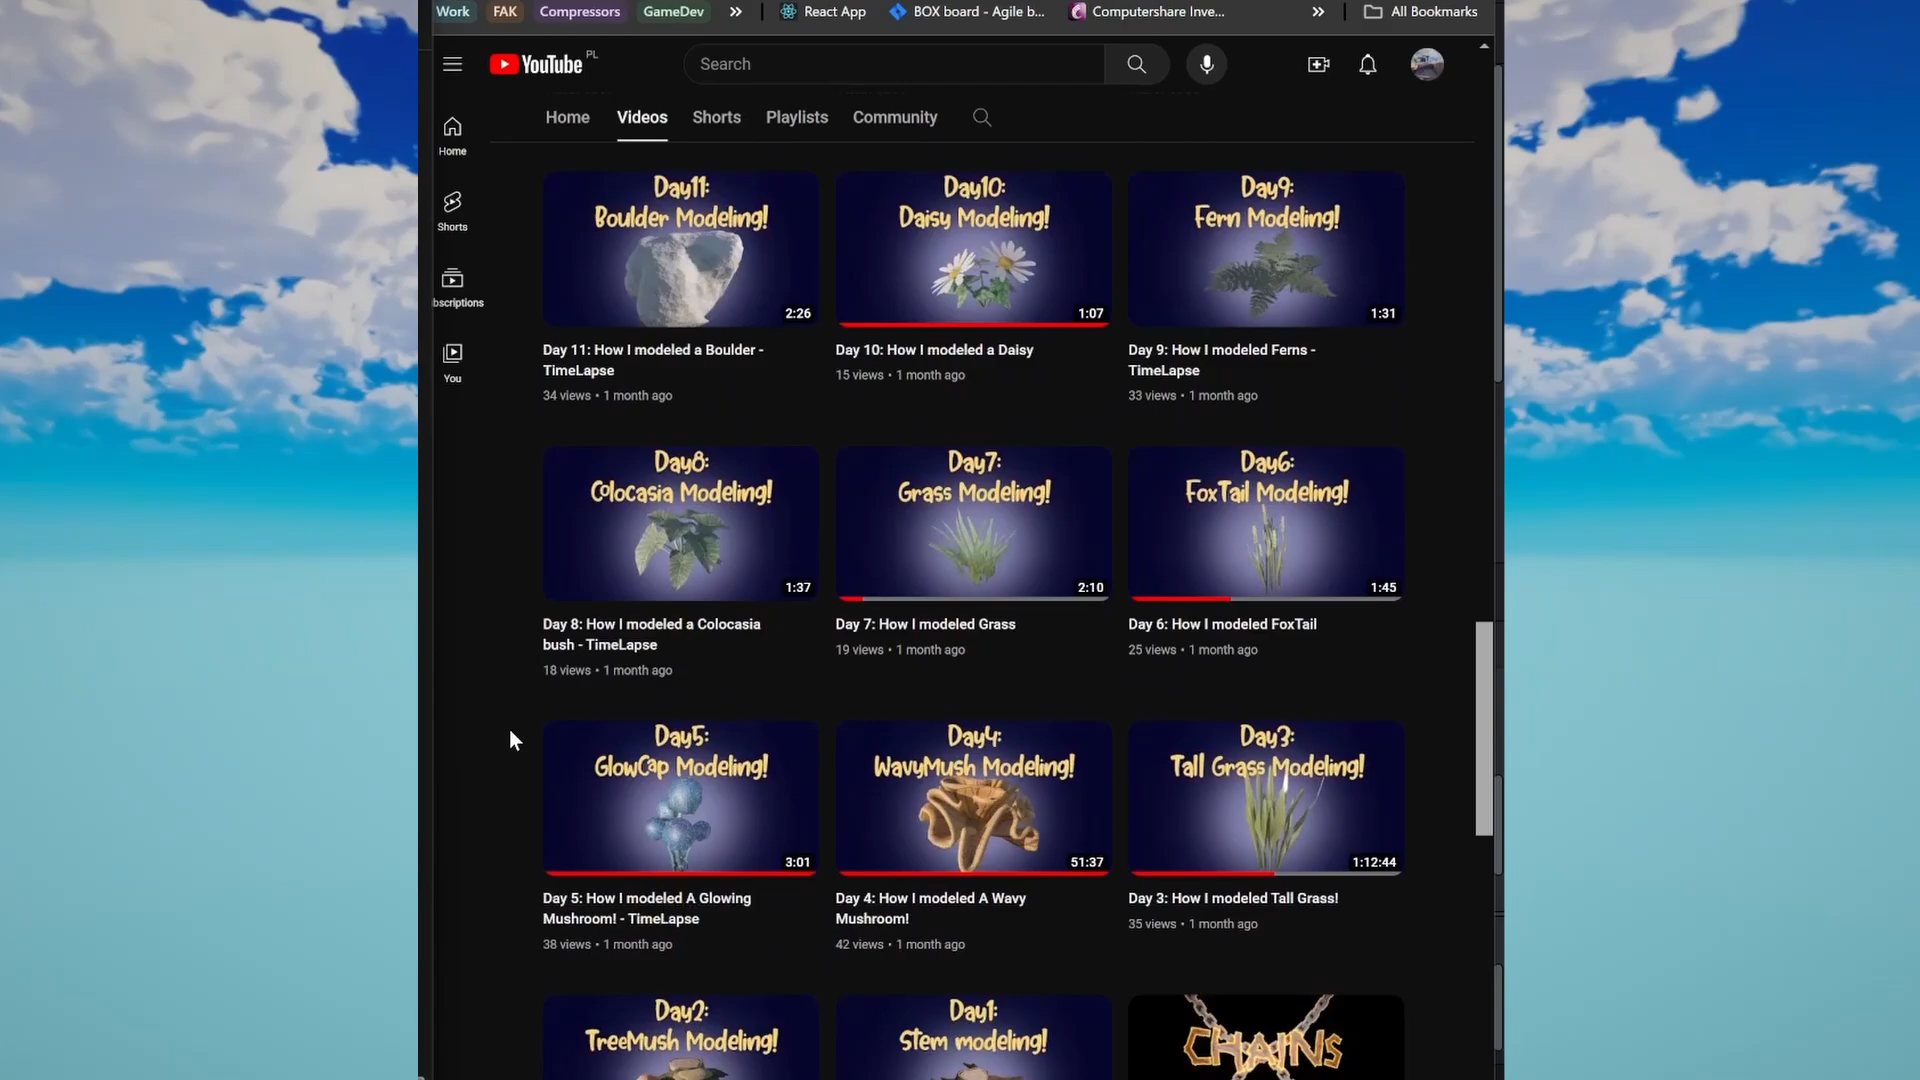 Work FAK Compressors GameDev React App BOX board - Agile b... Computershare Inve... All Bookmarks
YouTube PL
Search
Home Videos Shorts Playlists Community
Home
Shorts
bscriptions
You
Day11:
Boulder Modeling!
2:26
Day 11: How I modeled a Boulder -
TimeLapse
34 views • 1 month ago
Day10:
Daisy Modeling!
1:07
Day 10: How I modeled a Daisy
15 views • 1 month ago
Day9:
Fern Modeling!
1:31
Day 9: How I modeled Ferns -
TimeLapse
33 views • 1 month ago
Day8:
Colocasia Modeling!
1:37
Day 8: How I modeled a Colocasia
bush - TimeLapse
18 views • 1 month ago
Day7:
Grass Modeling!
2:10
Day 7: How I modeled Grass
19 views • 1 month ago
Day6:
FoxTail Modeling!
1:45
Day 6: How I modeled FoxTail
25 views • 1 month ago
Day5:
GlowCap Modeling!
3:01
Day 5: How I modeled A Glowing
Mushroom! - TimeLapse
38 views • 1 month ago
Day4:
WavyMush Modeling!
51:37
Day 4: How I modeled A Wavy
Mushroom!
42 views • 1 month ago
Day3:
Tall Grass Modeling!
1:12:44
Day 3: How I modeled Tall Grass!
35 views • 1 month ago
Day2:
TreeMush Modeling!
Day1:
Stem modeling!
CHAINS